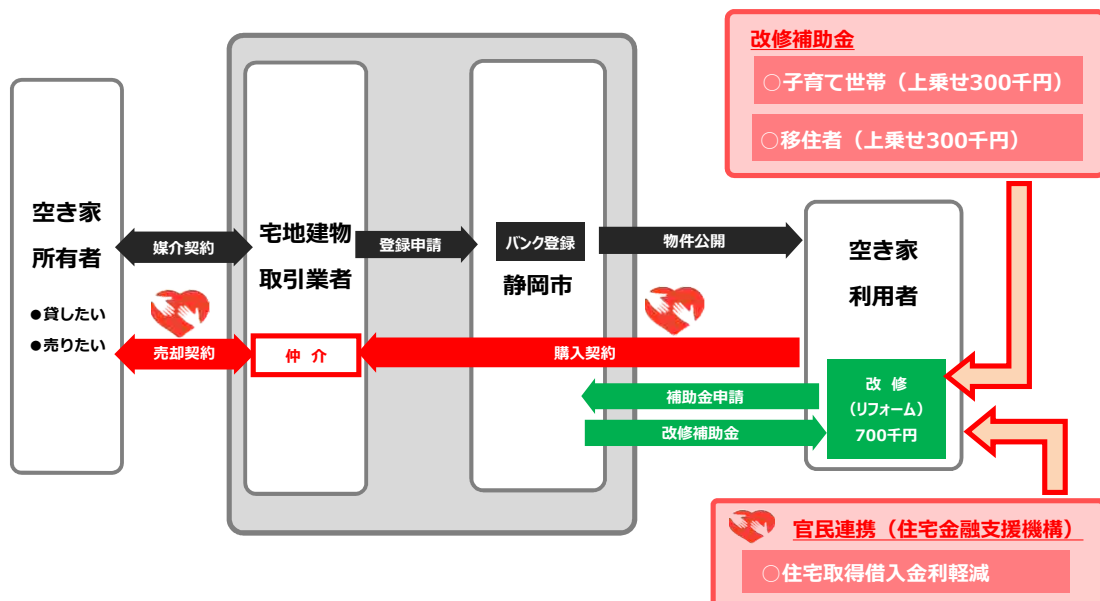 改修補助金
○子育て世帯（上乗せ300千円）
○移住者（上乗せ300千円）
空き家
所有者
●貸したい
●売りたい
媒介契約
売却契約
宅地建物
取引業者
仲 介
登録申請
バンク登録
静岡市
物件公開
購入契約
補助金申請
改修補助金
空き家
利用者
改 修
（リフォーム）
700千円
官民連携（住宅金融支援機構）
○住宅取得借入金利軽減